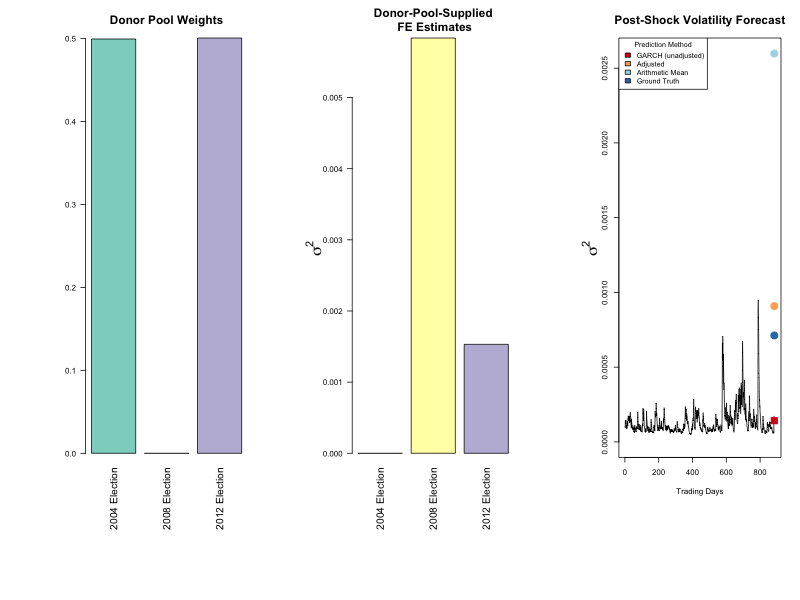 Donor Pool Weights
0.5
0.4
0.3
0.2
0.1
0.0
2004 Election
2008 Election
2012 Election
Donor-Pool-Supplied
FE Estimates
σ2
0.005
0.004
0.003
0.002
0.001
0.000
2004 Election
2008 Election
2012 Election
Post-Shock Volatility Forecast
σ2
0.0025
0.0020
0.0015
0.0010
0.0005
0.0000
Prediction Method
GARCH (unadjusted)
Adjusted
Arithmetic Mean
Ground Truth
0 200 400 600 800
Trading Days